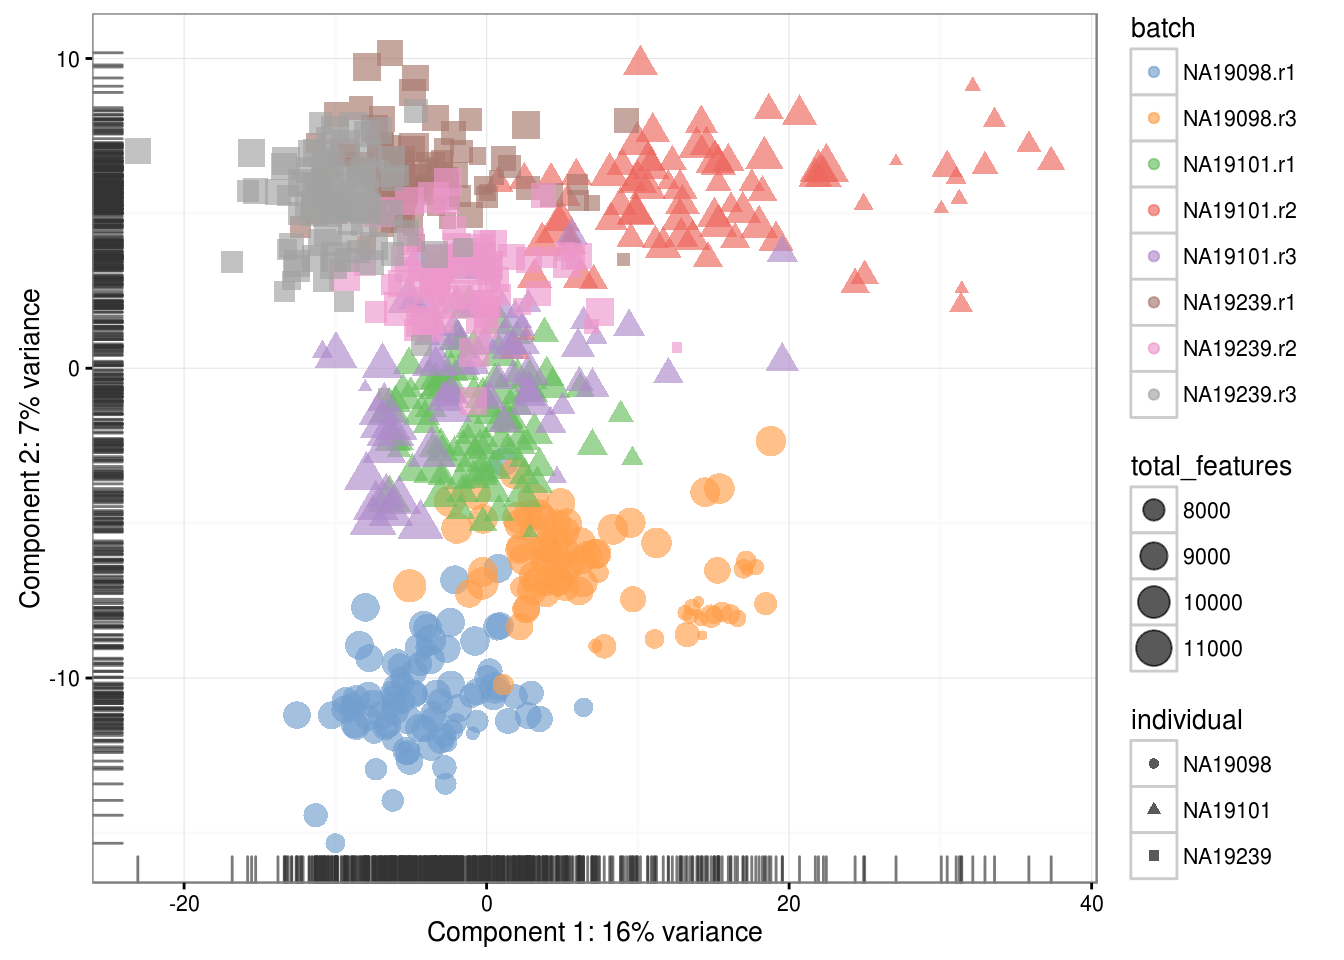 10
0
-10
-20
0
20
40
Component 1: 16% variance
Component 2: 7% variance
batch
NA19098.r1
NA19098.r3
NA19101.r1
NA19101.r2
NA19101.r3
NA19239.r1
NA19239.r2
NA19239.r3
total_features
8000
9000
10000
11000
individual
NA19098
NA19101
NA19239